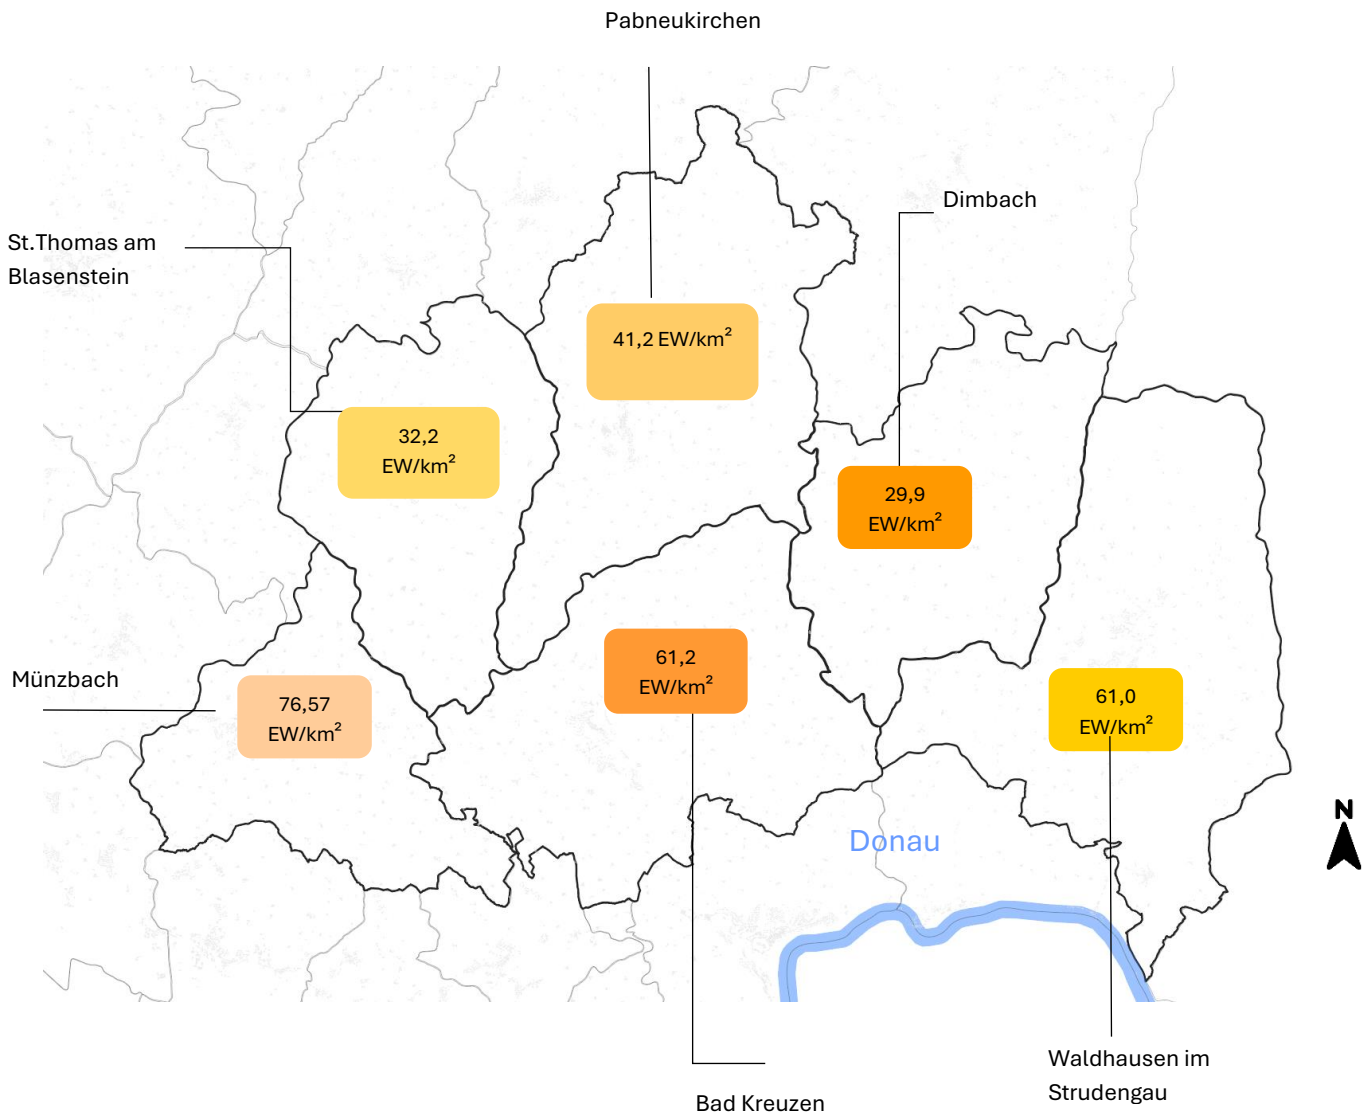 Pabneukirchen
Dimbach
St.Thomas am
Blasenstein
41,2 EW/km²
32,2
EW/km²
29,9
EW/km²
Münzbach
61,2
EW/km²
76,57
EW/km²
61,0
EW/km²
N
Donau
Waldhausen im
Strudengau
Bad Kreuzen